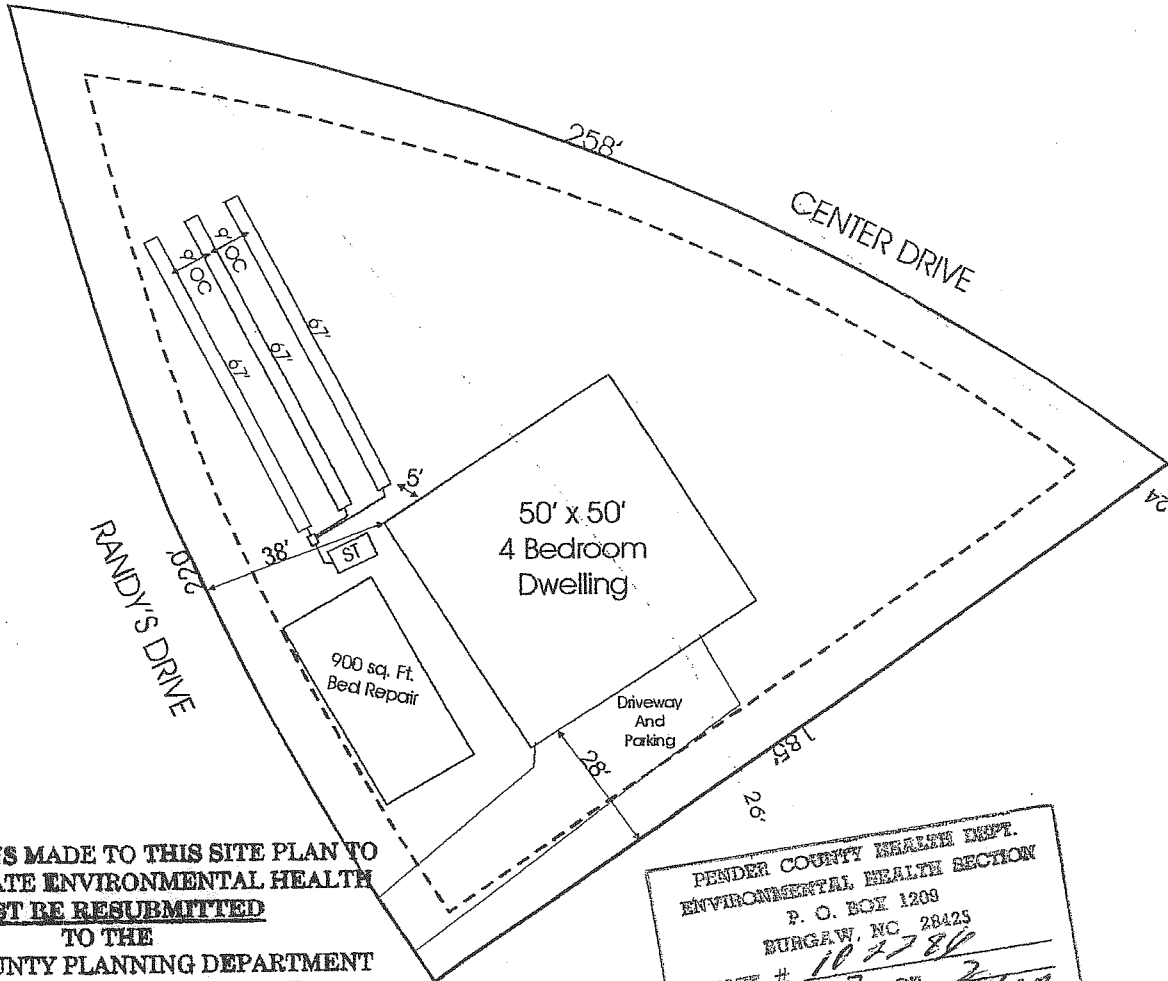 258'
CENTER DRIVE
9' OC
9' OC
67'
67'
67'
5'
50' x 50'
4 Bedroom
Dwelling
24
RANDY'S DRIVE
220'
38'
ST
900 sq. Ft.
Bed Repair
Driveway
And
Parking
28'
185'
26'
MADE TO THIS SITE PLAN TO
ENVIRONMENTAL HEALTH
BE RESUBMITTED
TO THE
PLANNING DEPARTMENT
PENDER COUNTY HEALTH DEPT.
ENVIRONMENTAL HEALTH SECTION
P. O. BOX 1209
BURGAW, NC 28425
#